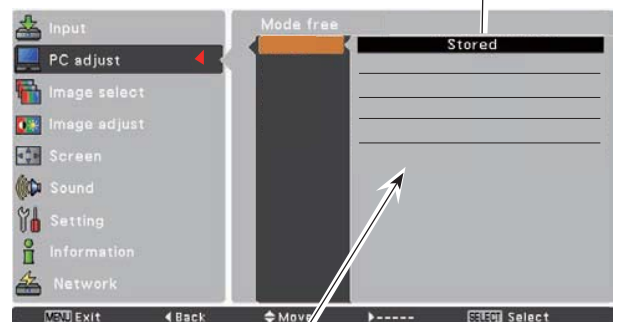 Input
PC adjust
Image select
Image adjust
Screen
Sound
Setting
Information
Network
Mode free
Stored
MENU Exit ◀ Back ⬍ Move ▶----- SELECT Select